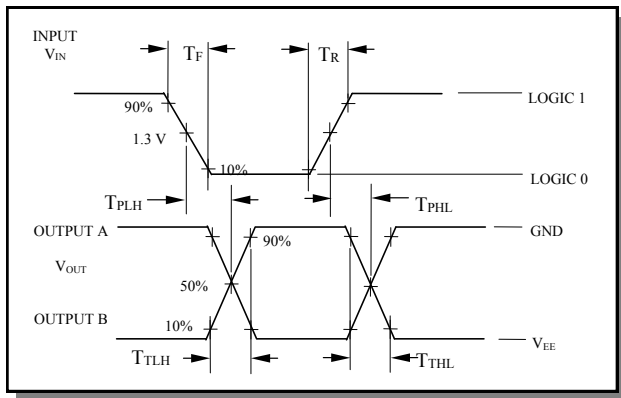 INPUT
VIN
TF
TR
90%
LOGIC 1
1.3 V
10%
LOGIC 0
TPLH
TPHL
OUTPUT A
90%
GND
VOUT
50%
OUTPUT B
10%
VEE
TTLH
TTHL